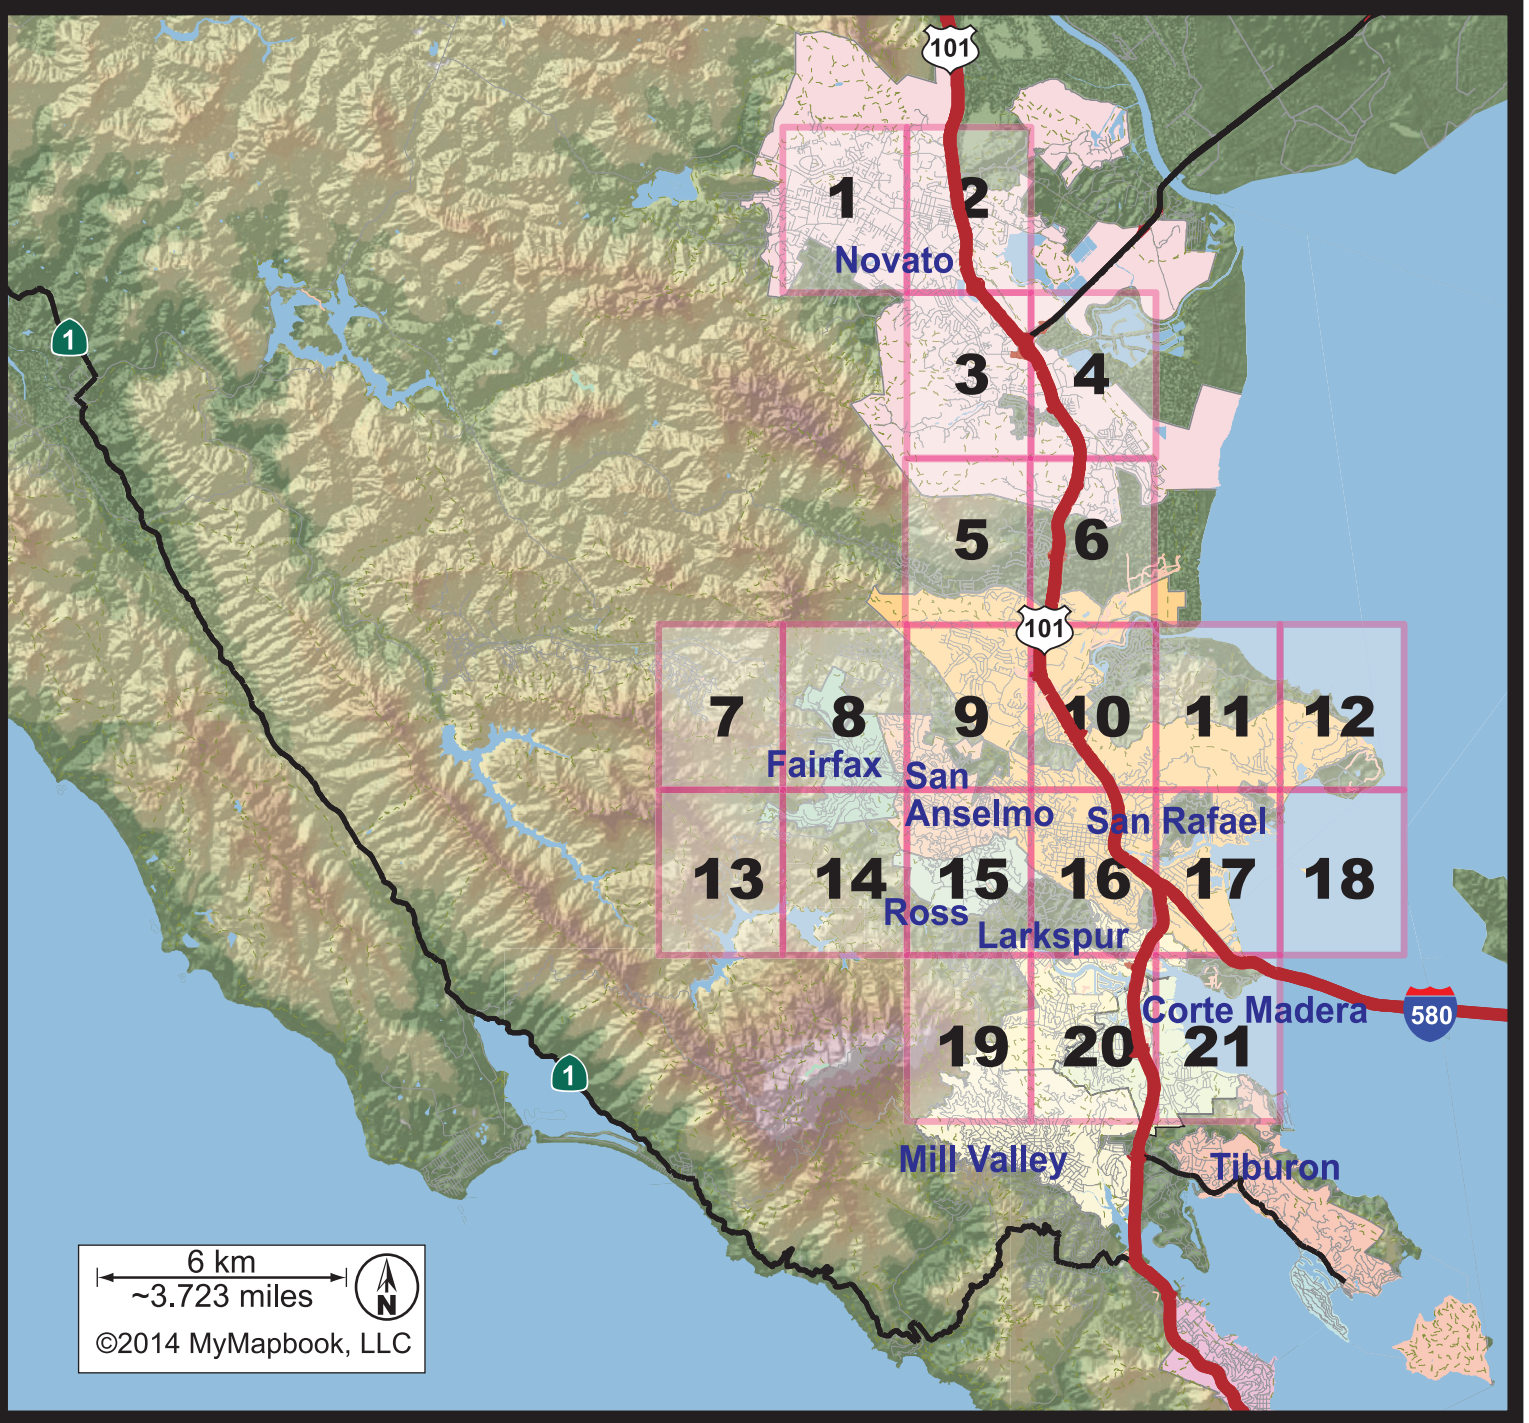 101
1
2
Novato
1
3
4
5
6
101
7
8
9
10
11
12
Fairfax
San
Anselmo
San Rafael
13
14
15
16
17
18
Ross
Larkspur
Corte Madera
580
19
20
21
1
Mill Valley
Tiburon
6 km
~3.723 miles
N
©2014 MyMapbook, LLC